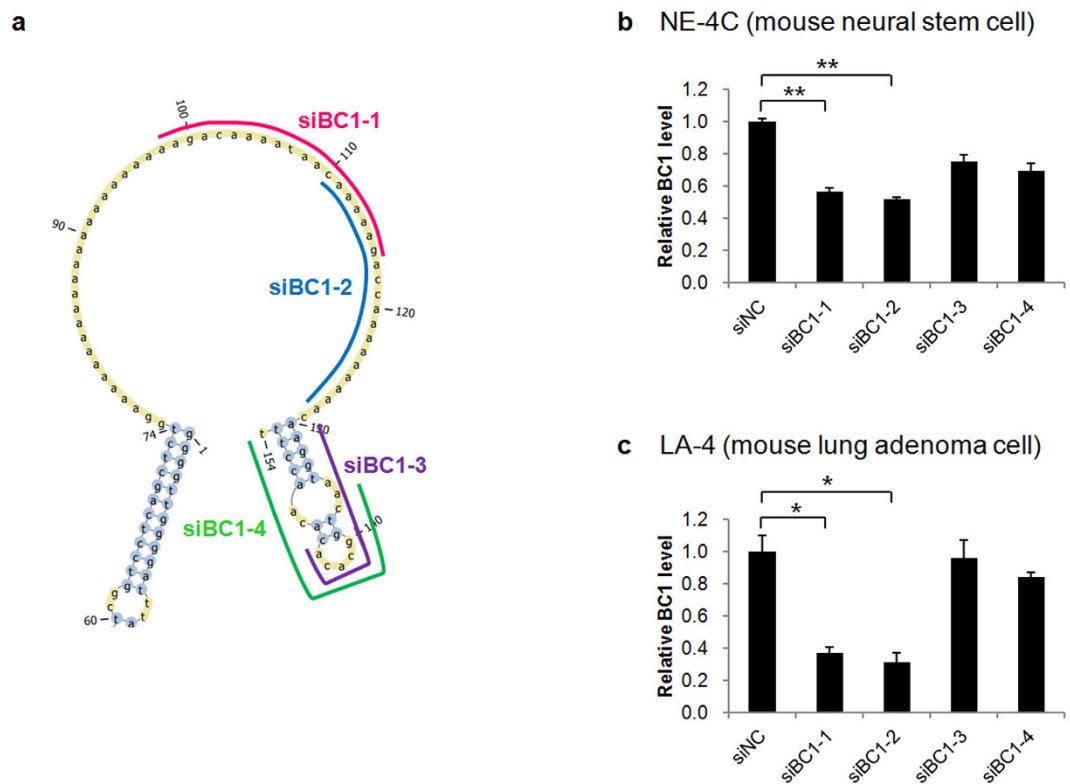 a
100
siBC1-1
110
90
siBC1-2
120
74
1
130
154
siBC1-3
siBC1-4
140
60
b NE-4C (mouse neural stem cell)
**
**
Relative BC1 level
1.2
1.0
0.8
0.6
0.4
0.2
0.0
siNC
siBC1-1
siBC1-2
siBC1-3
siBC1-4
c LA-4 (mouse lung adenoma cell)
*
*
Relative BC1 level
1.2
1.0
0.8
0.6
0.4
0.2
0.0
siNC
siBC1-1
siBC1-2
siBC1-3
siBC1-4